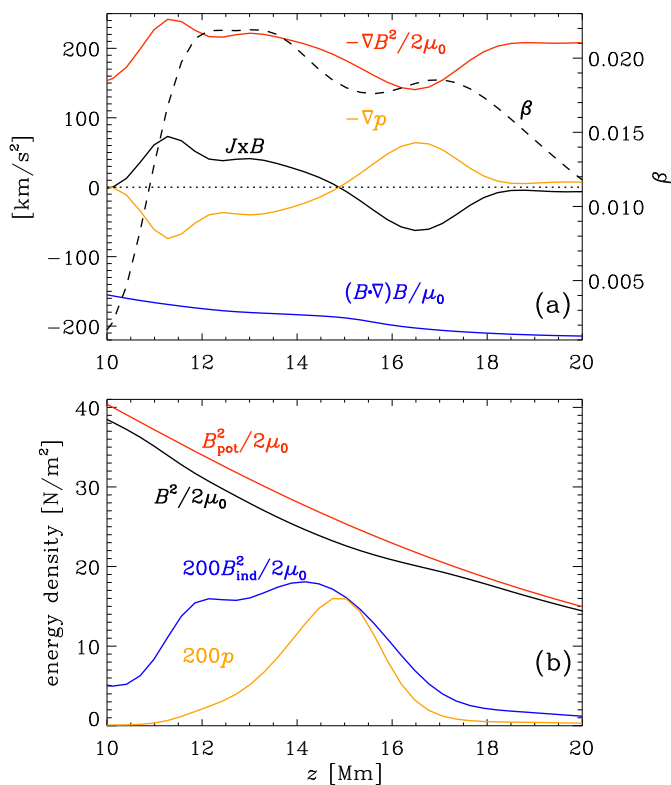 200
100
0
−100
−200
[km/s²]
−∇B²/2μ₀
−∇p
JxB
β
(B•∇)B/μ₀
(a)
0.020
0.015
0.010
0.005
0.000
β
10 12 14 16 18 20
40
30
20
10
0
energy density [N/m²]
B²pot/2μ₀
B²/2μ₀
200B²ind/2μ₀
200p
(b)
10 12 14 16 18 20
z [Mm]